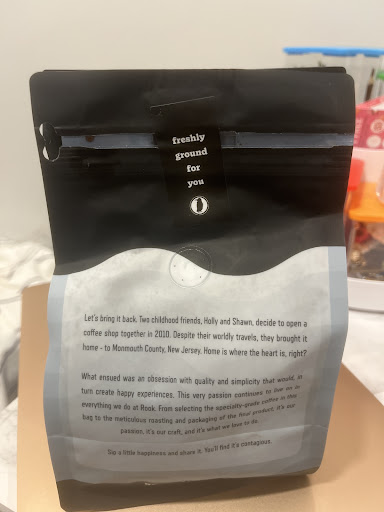 freshly
ground
for
you
Let's bring it back. Two childhood friends, Holly and Shawn, decide to open a
coffee shop together in 2010. Despite their worldly travels, they brought it
home - to Monmouth County, New Jersey. Home is where the heart is, right?
What ensued was an obsession with quality and simplicity that would, in
turn create happy experiences. This very passion continues to live on in
everything we do at Rook. From selecting the specialty-grade coffee in this
bag to the meticulous roasting and packaging of the final product, it's our
passion, it's our craft, and it's what we love to do.
Sip a little happiness and share it. You'll find it's contagious.